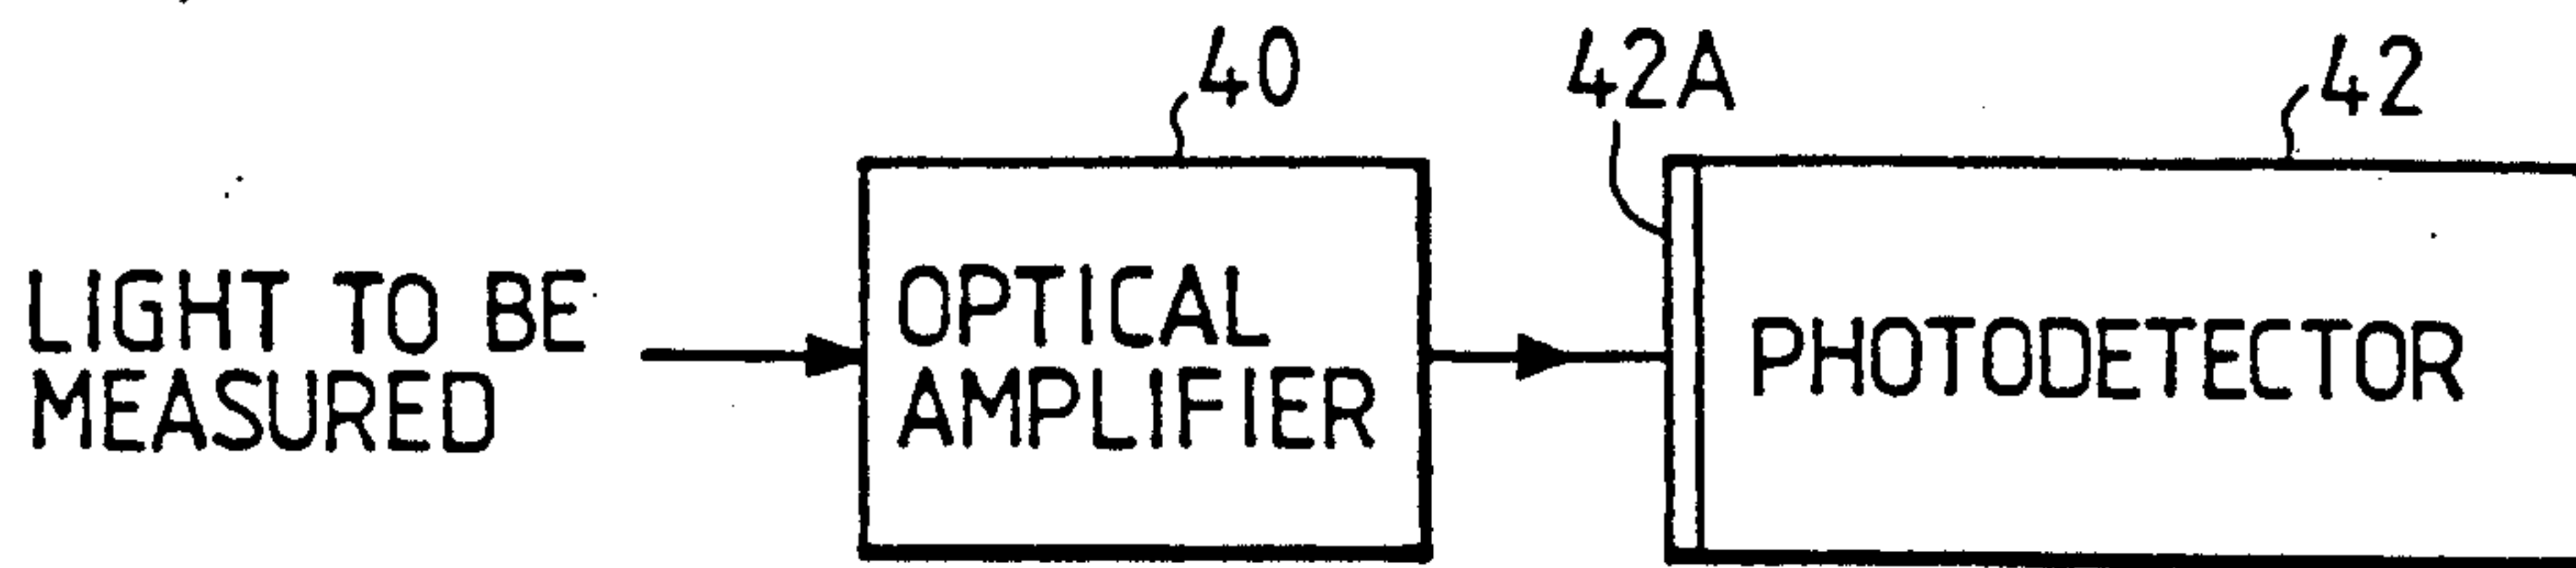 40
42A
42
LIGHT TO BE
MEASURED
OPTICAL
AMPLIFIER
PHOTODETECTOR